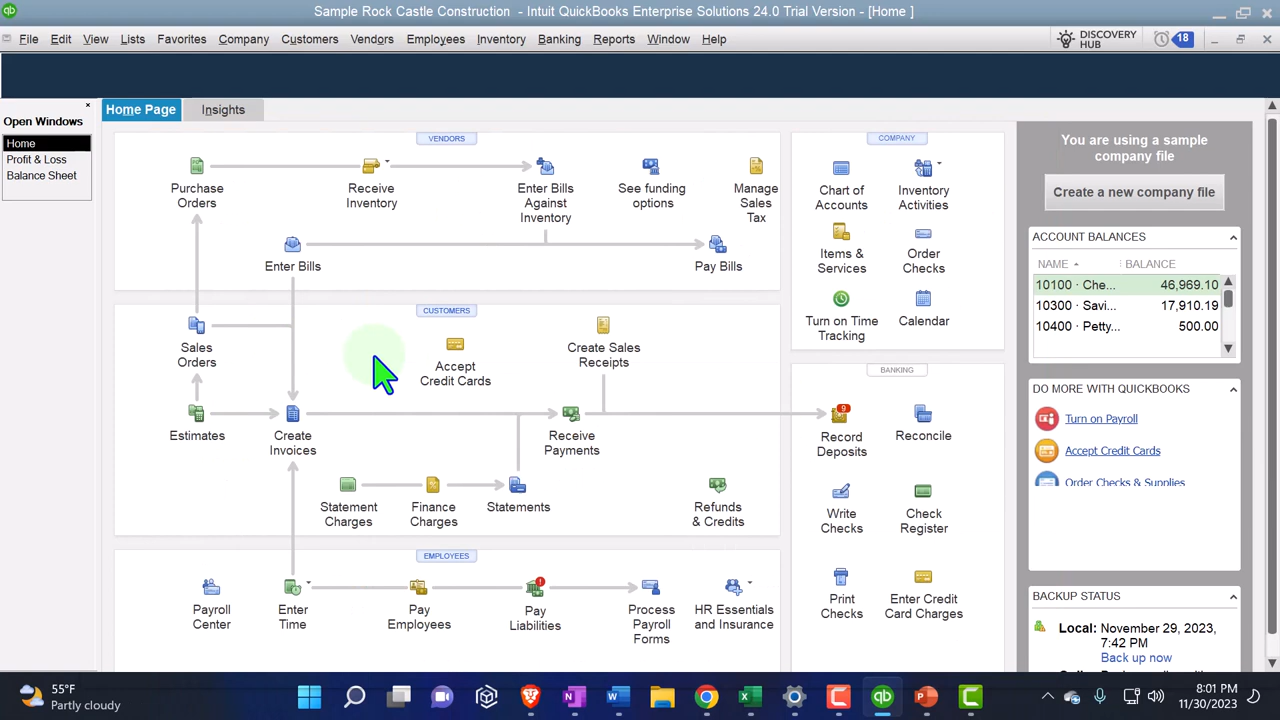 Sample Rock Castle Construction - Intuit QuickBooks Enterprise Solutions 24.0 Trial Version - [Home ]
File Edit View Lists Favorites Company Customers Vendors Employees Inventory Banking Reports Window Help
DISCOVERY
HUB
18
Open Windows
Home
Profit & Loss
Balance Sheet
Home Page
Insights
VENDORS
Purchase
Orders
Receive
Inventory
Enter Bills
Against
Inventory
See funding
options
Manage
Sales
Tax
Enter Bills
Pay Bills
CUSTOMERS
Sales
Orders
Accept
Credit Cards
Create Sales
Receipts
Estimates
Create
Invoices
Receive
Payments
Statement
Charges
Finance
Charges
Statements
Refunds
& Credits
EMPLOYEES
Payroll
Center
Enter
Time
Pay
Employees
Pay
Liabilities
Process
Payroll
Forms
HR Essentials
and Insurance
COMPANY
Chart of
Accounts
Inventory
Activities
Items &
Services
Order
Checks
Turn on Time
Tracking
Calendar
BANKING
9
Record
Deposits
Reconcile
Write
Checks
Check
Register
Print
Checks
Enter Credit
Card Charges
You are using a sample
company file
Create a new company file
ACCOUNT BALANCES
NAME BALANCE
10100 · Che... 46,969.10
10300 · Savi... 17,910.19
10400 · Petty... 500.00
DO MORE WITH QUICKBOOKS
Turn on Payroll
Accept Credit Cards
Order Checks & Supplies
BACKUP STATUS
Local: November 29, 2023,
7:42 PM
Back up now
55°F
Partly cloudy
8:01 PM
11/30/2023